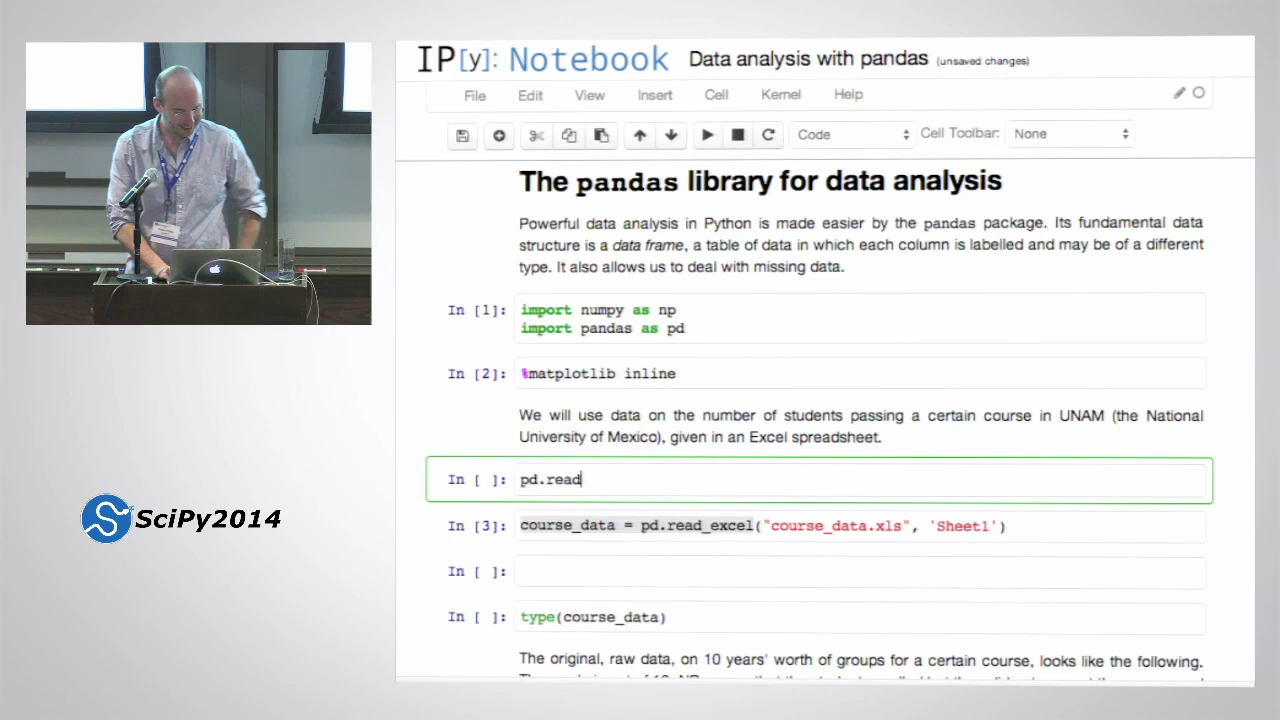 IP[y]: Notebook Data analysis with pandas (unsaved changes)
File Edit View Insert Cell Kernel Help
Code Cell Toolbar: None
The pandas library for data analysis
Powerful data analysis in Python is made easier by the pandas package. Its fundamental data
structure is a data frame, a table of data in which each column is labelled and may be of a different
type. It also allows us to deal with missing data.
In [1]: import numpy as np
import pandas as pd
In [2]: %matplotlib inline
We will use data on the number of students passing a certain course in UNAM (the National
University of Mexico), given in an Excel spreadsheet.
In [ ]: pd.read
In [3]: course_data = pd.read_excel("course_data.xls", 'Sheet1')
In [ ]:
In [ ]: type(course_data)
The original, raw data, on 10 years' worth of groups for a certain course, looks like the following.
SciPy2014